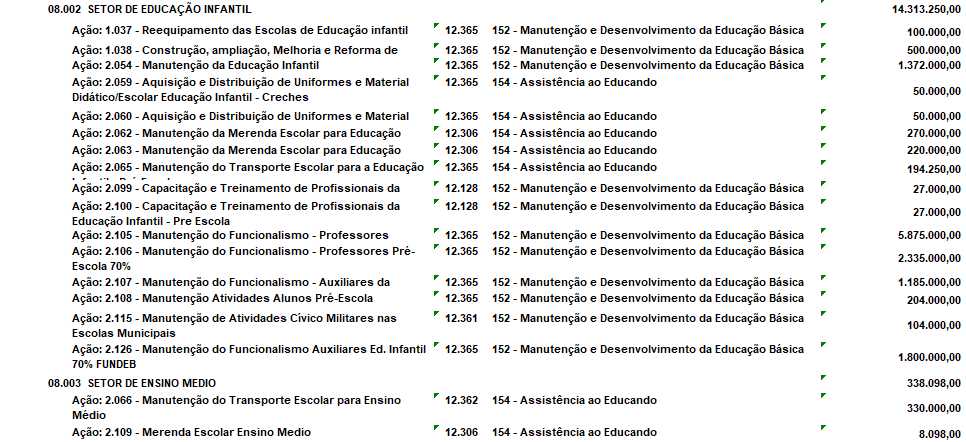 08.002 SETOR DE EDUCAÇÃO INFANTIL 14.313.250,00
Ação: 1.037 - Reequipamento das Escolas de Educação infantil 12.365 152 - Manutenção e Desenvolvimento da Educação Básica 100.000,00
Ação: 1.038 - Construção, ampliação, Melhoria e Reforma de 12.365 152 - Manutenção e Desenvolvimento da Educação Básica 500.000,00
Ação: 2.054 - Manutenção da Educação Infantil 12.365 152 - Manutenção e Desenvolvimento da Educação Básica 1.372.000,00
Ação: 2.059 - Aquisição e Distribuição de Uniformes e Material 12.365 154 - Assistência ao Educando
Didático/Escolar Educação Infantil - Creches 50.000,00
Ação: 2.060 - Aquisição e Distribuição de Uniformes e Material 12.365 154 - Assistência ao Educando 50.000,00
Ação: 2.062 - Manutenção da Merenda Escolar para Educação 12.306 154 - Assistência ao Educando 270.000,00
Ação: 2.063 - Manutenção da Merenda Escolar para Educação 12.306 154 - Assistência ao Educando 220.000,00
Ação: 2.065 - Manutenção do Transporte Escolar para a Educação 12.365 154 - Assistência ao Educando 194.250,00
Ação: 2.099 - Capacitação e Treinamento de Profissionais da 12.128 152 - Manutenção e Desenvolvimento da Educação Básica 27.000,00
Ação: 2.100 - Capacitação e Treinamento de Profissionais da 12.128 152 - Manutenção e Desenvolvimento da Educação Básica 27.000,00
Educação Infantil - Pre Escola
Ação: 2.105 - Manutenção do Funcionalismo - Professores 12.365 152 - Manutenção e Desenvolvimento da Educação Básica 5.875.000,00
Ação: 2.106 - Manutenção do Funcionalismo - Professores Pré- 12.365 152 - Manutenção e Desenvolvimento da Educação Básica 2.335.000,00
Escola 70%
Ação: 2.107 - Manutenção do Funcionalismo - Auxiliares da 12.365 152 - Manutenção e Desenvolvimento da Educação Básica 1.185.000,00
Ação: 2.108 - Manutenção Atividades Alunos Pré-Escola 12.365 152 - Manutenção e Desenvolvimento da Educação Básica 204.000,00
Ação: 2.115 - Manutenção de Atividades Cívico Militares nas 12.361 152 - Manutenção e Desenvolvimento da Educação Básica 104.000,00
Escolas Municipais
Ação: 2.126 - Manutenção do Funcionalismo Auxiliares Ed. Infantil 12.365 152 - Manutenção e Desenvolvimento da Educação Básica 1.800.000,00
70% FUNDEB
08.003 SETOR DE ENSINO MEDIO 338.098,00
Ação: 2.066 - Manutenção do Transporte Escolar para Ensino 12.362 154 - Assistência ao Educando 330.000,00
Médio
Ação: 2.109 - Merenda Escolar Ensino Medio 12.306 154 - Assistência ao Educando 8.098,00